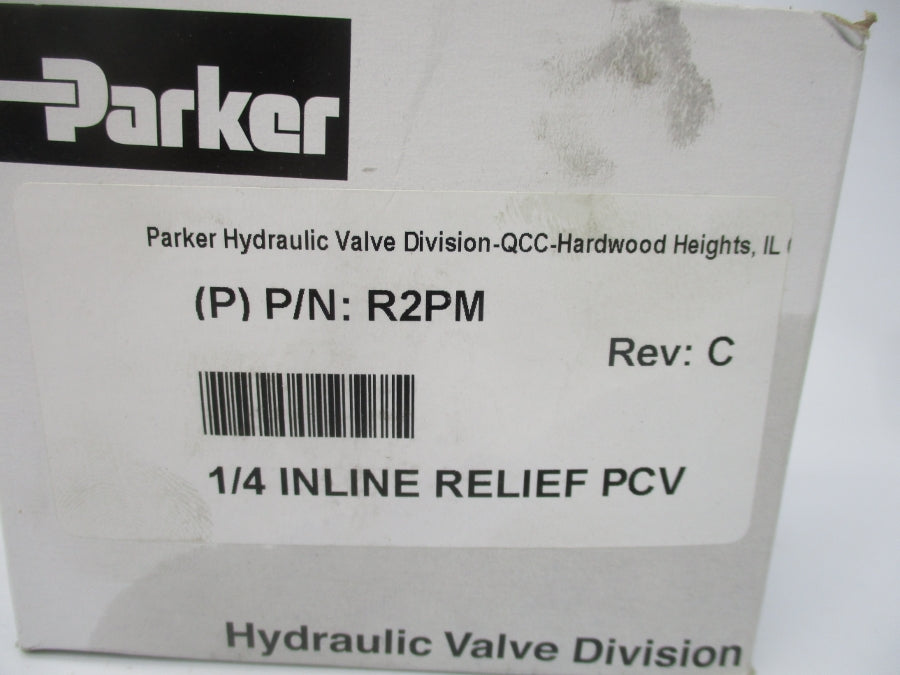 Parker
Parker Hydraulic Valve Division-QCC-Hardwood Heights, IL
(P) P/N: R2PM
Rev: C
1/4 INLINE RELIEF PCV
Hydraulic Valve Division